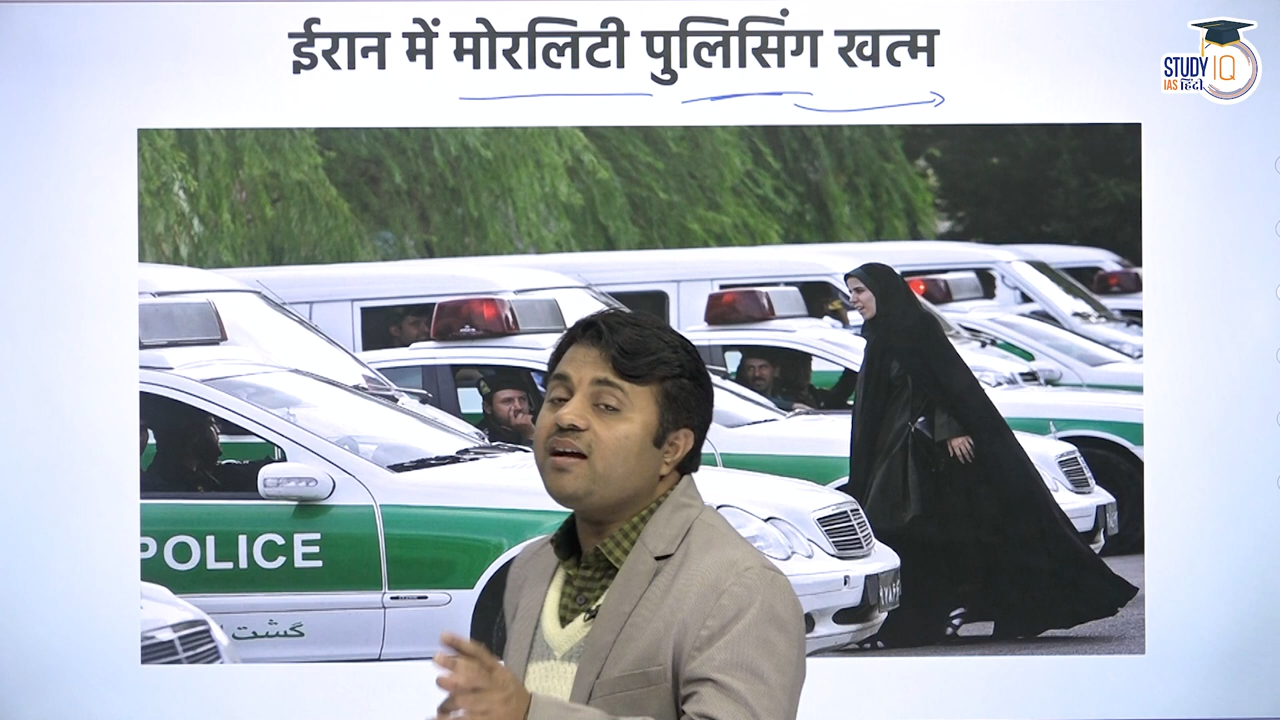 ईरान में मोरलिटी पुलिसिंग खत्म
STUDY IQ
IAS हिंदी
POLICE
گشت